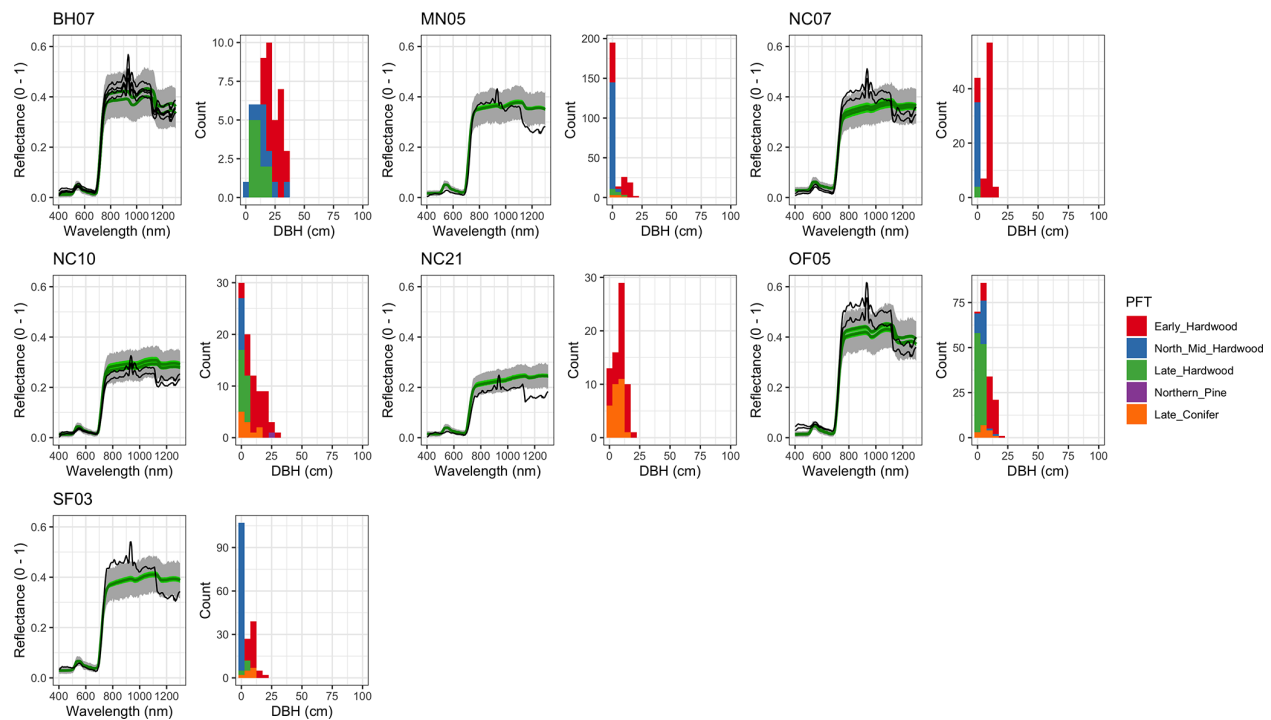 BH07
MN05
NC07
Reflectance (0 - 1)
0.6
0.4
0.2
0.0
400 600 800 1000 1200
Wavelength (nm)
Count
10.0
7.5
5.0
2.5
0.0
0 25 50 75 100
DBH (cm)
Reflectance (0 - 1)
0.6
0.4
0.2
0.0
400 600 800 1000 1200
Wavelength (nm)
Count
200
150
100
50
0
0 25 50 75 100
DBH (cm)
Reflectance (0 - 1)
0.6
0.4
0.2
0.0
400 600 800 1000 1200
Wavelength (nm)
Count
40
20
0
0 25 50 75 100
DBH (cm)
NC10
NC21
OF05
Reflectance (0 - 1)
0.6
0.4
0.2
0.0
400 600 800 1000 1200
Wavelength (nm)
Count
30
20
10
0
0 25 50 75 100
DBH (cm)
Reflectance (0 - 1)
0.6
0.4
0.2
0.0
400 600 800 1000 1200
Wavelength (nm)
Count
30
20
10
0
0 25 50 75 100
DBH (cm)
Reflectance (0 - 1)
0.6
0.4
0.2
0.0
400 600 800 1000 1200
Wavelength (nm)
Count
75
50
25
0
0 25 50 75 100
DBH (cm)
PFT
Early_Hardwood
North_Mid_Hardwood
Late_Hardwood
Northern_Pine
Late_Conifer
SF03
Reflectance (0 - 1)
0.6
0.4
0.2
0.0
400 600 800 1000 1200
Wavelength (nm)
Count
90
60
30
0
0 25 50 75 100
DBH (cm)